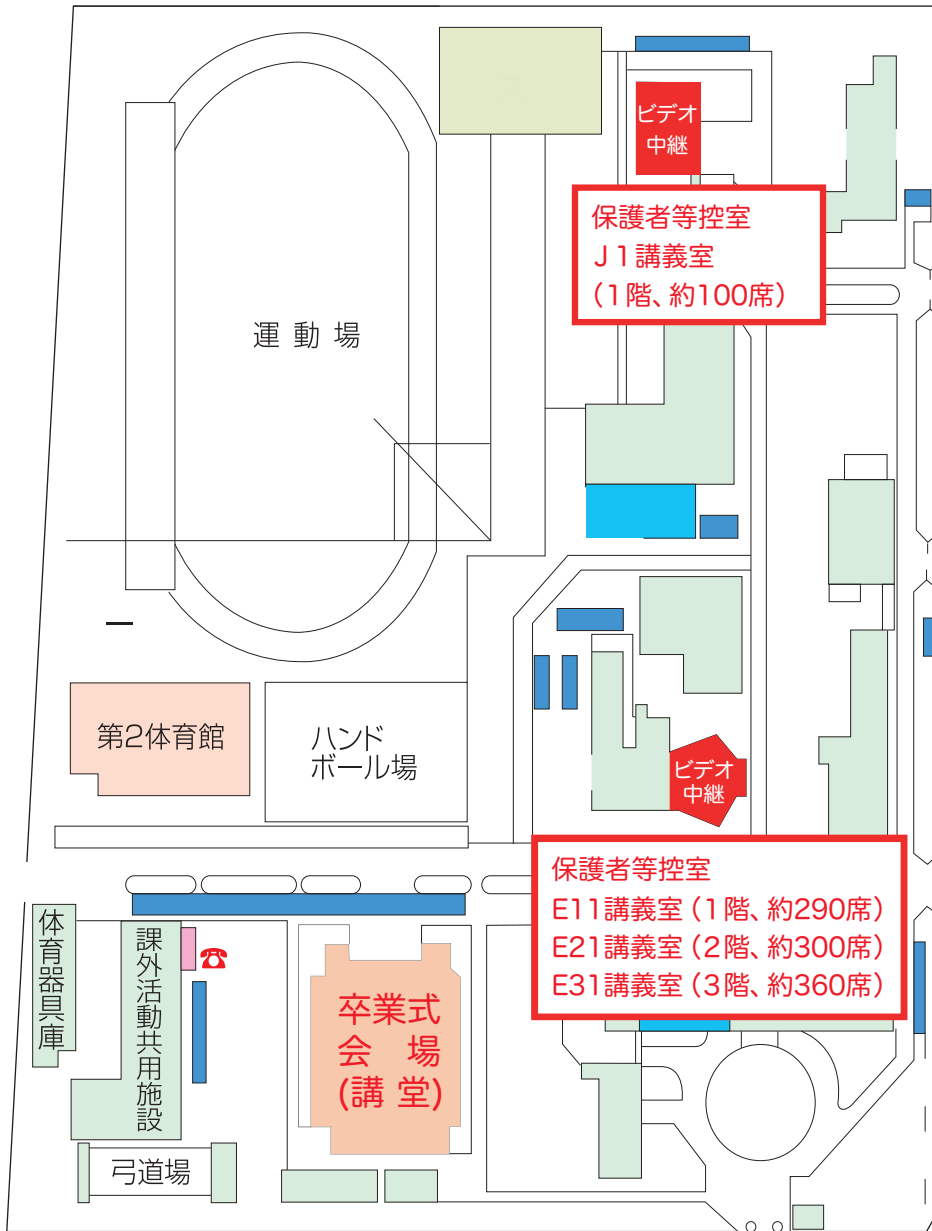 ビデオ
中継
保護者等控室
J1講義室
(1階、約100席)
運動場
第2体育館
ハンド
ボール場
ビデオ
中継
保護者等控室
E11講義室(1階、約290席)
E21講義室(2階、約300席)
E31講義室(3階、約360席)
体育器具庫
課外活動共用施設
☎
卒業式
会場
(講堂)
弓道場